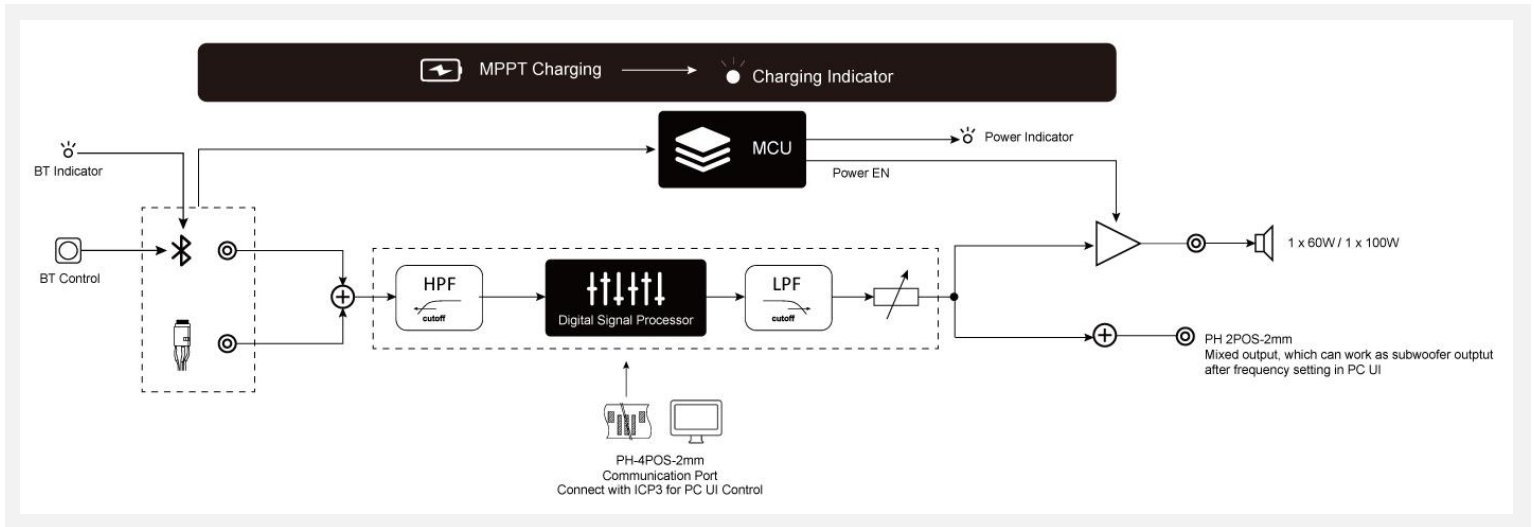 MPPT Charging
Charging Indicator
MCU
Power Indicator
Power EN
BT Indicator
BT Control
HPF
cutoff
Digital Signal Processor
LPF
cutoff
1 x 60W / 1 x 100W
PH 2POS-2mm
Mixed output, which can work as subwoofer outptut
after frequency setting in PC UI
PH-4POS-2mm
Communication Port
Connect with ICP3 for PC UI Control